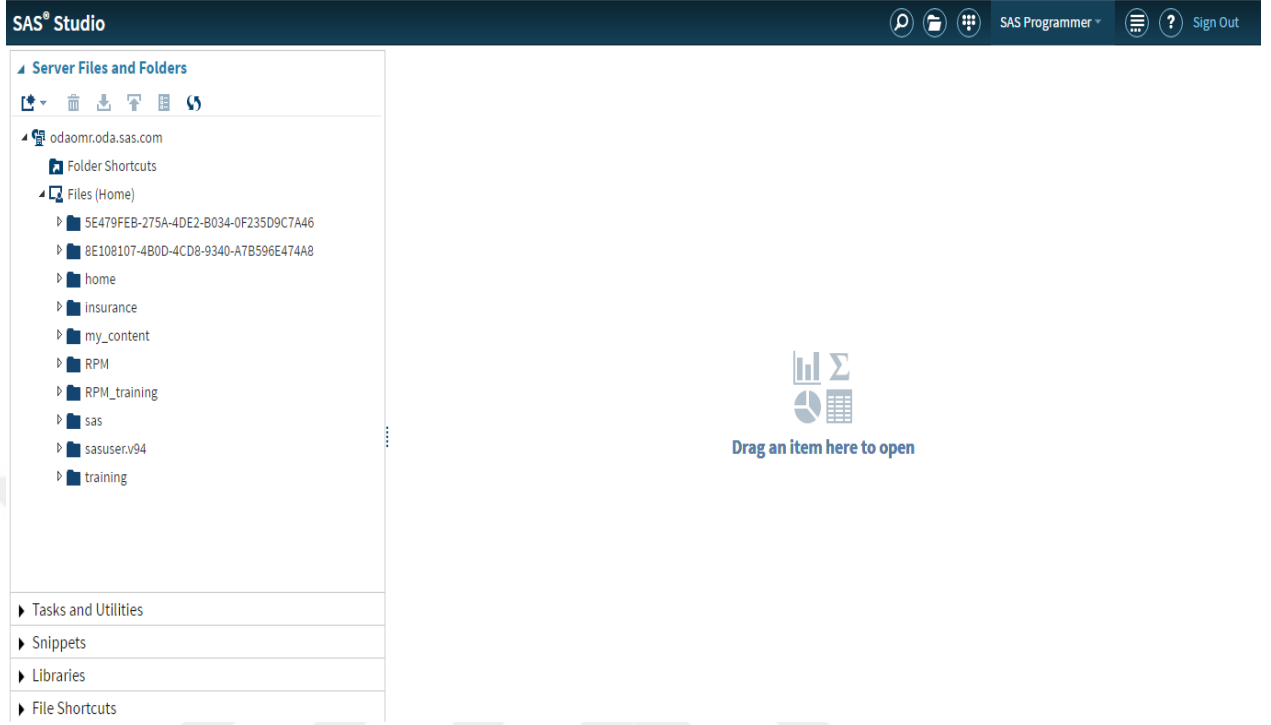 SAS® Studio
SAS Programmer
Sign Out
Server Files and Folders
odaomr.oda.sas.com
Folder Shortcuts
Files (Home)
5E479FEB-275A-4DE2-B034-0F235D9C7A46
8E108107-4B0D-4CD8-9340-A7B596E474A8
home
insurance
my_content
RPM
RPM_training
sas
sasuser.v94
training
Drag an item here to open
Tasks and Utilities
Snippets
Libraries
File Shortcuts